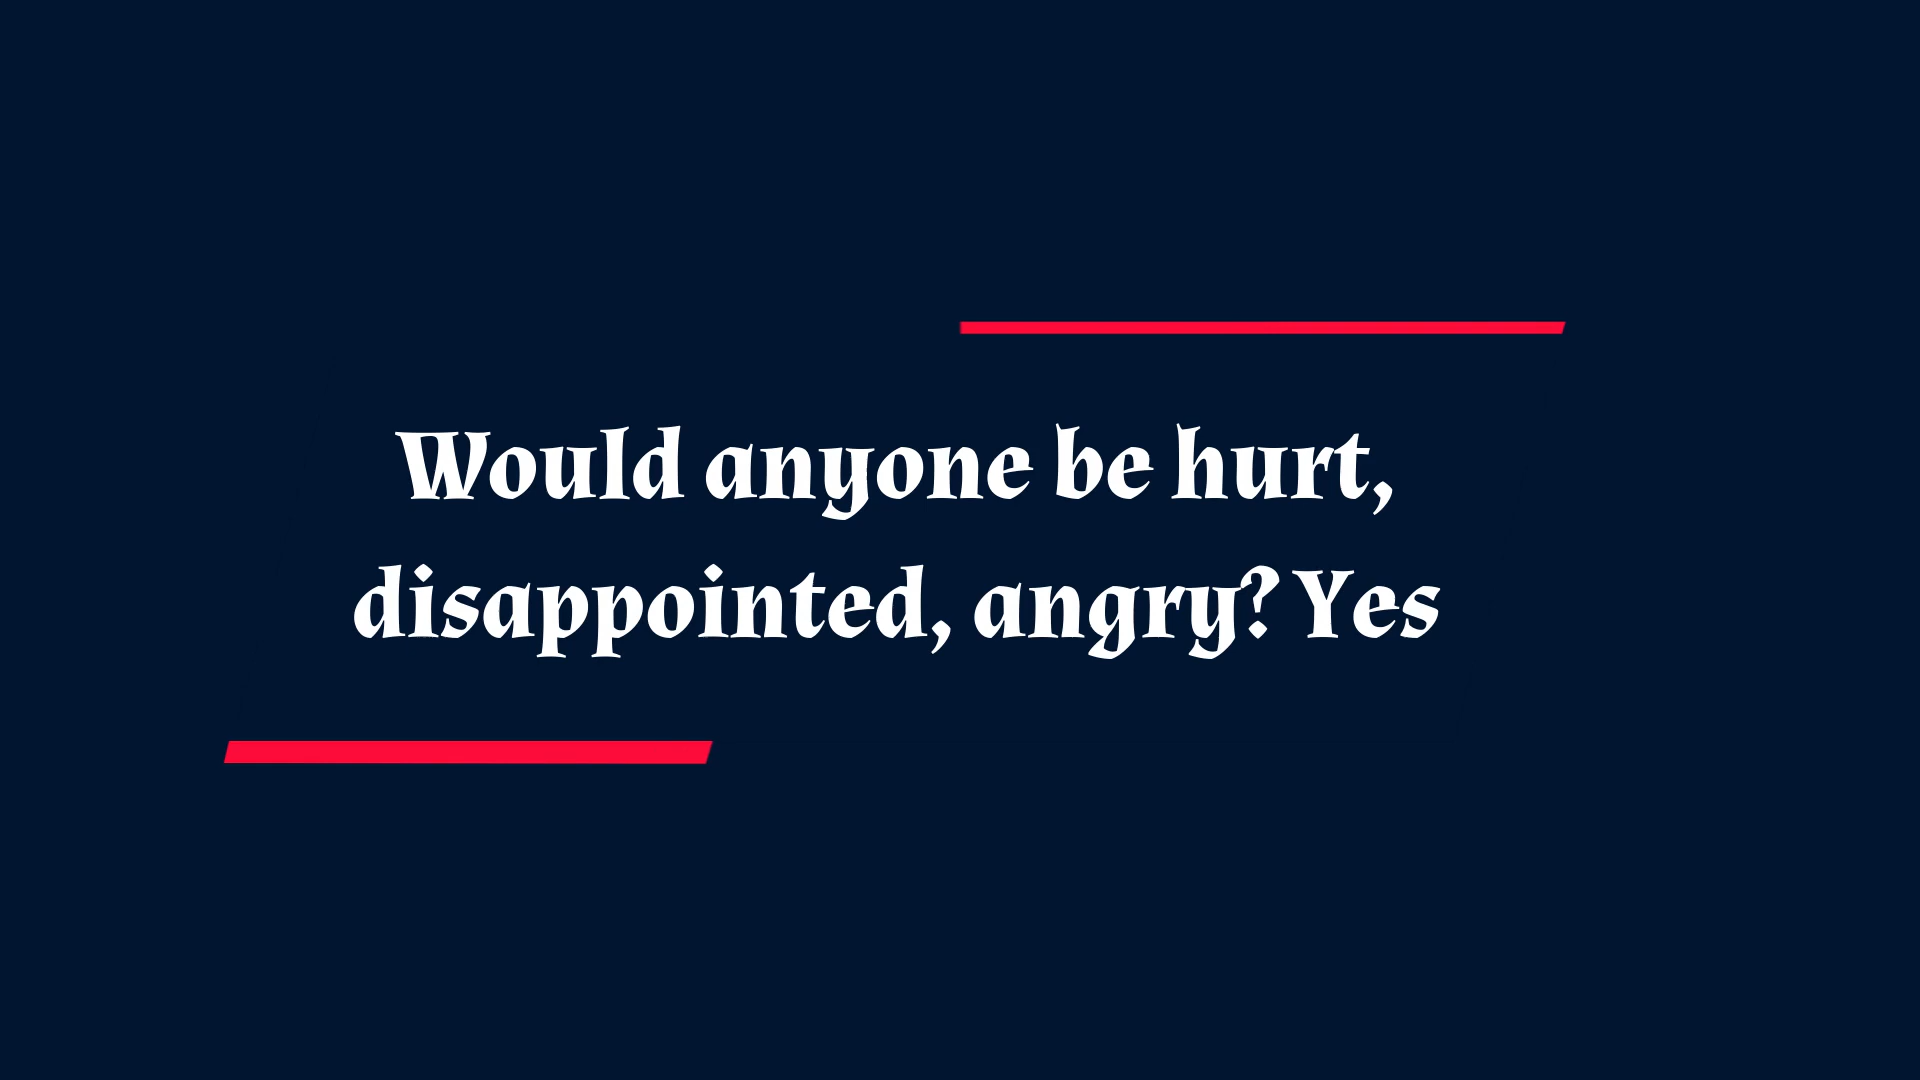 Would anyone be hurt,
disappointed, angry? Yes